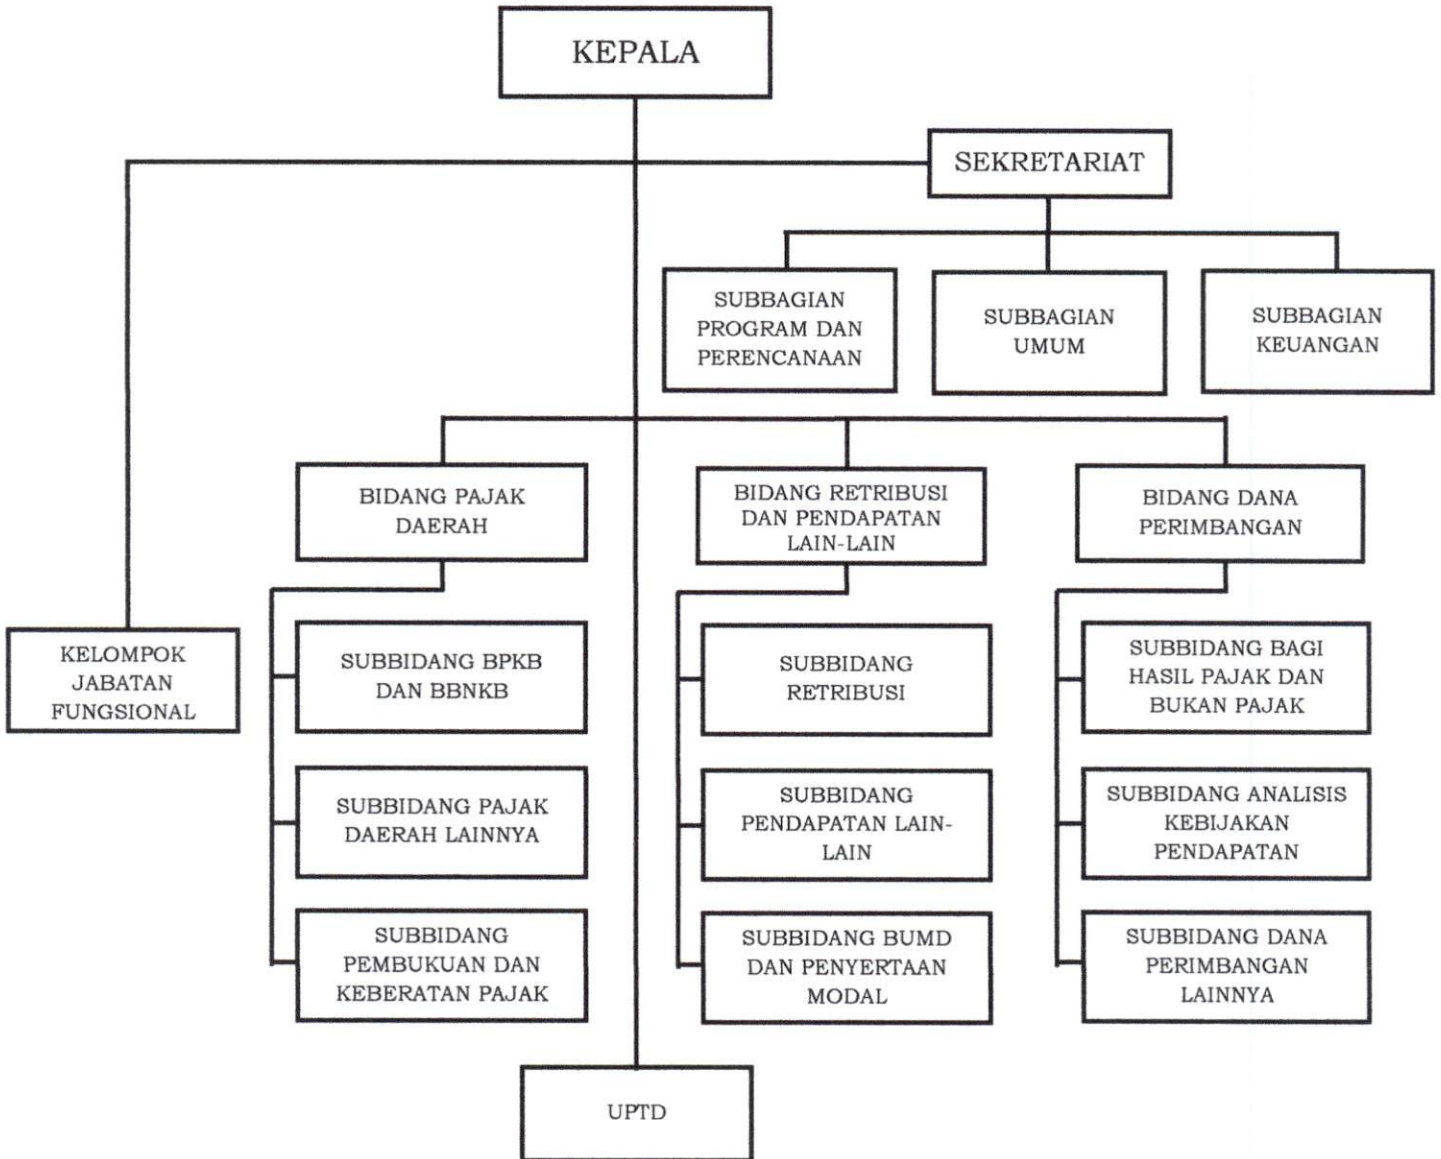 KEPALA
SEKRETARIAT
SUBBAGIAN
PROGRAM DAN
PERENCANAAN
SUBBAGIAN
UMUM
SUBBAGIAN
KEUANGAN
BIDANG PAJAK
DAERAH
BIDANG RETRIBUSI
DAN PENDAPATAN
LAIN-LAIN
BIDANG DANA
PERIMBANGAN
KELOMPOK
JABATAN
FUNGSIONAL
SUBBIDANG BPKB
DAN BBNKB
SUBBIDANG
RETRIBUSI
SUBBIDANG BAGI
HASIL PAJAK DAN
BUKAN PAJAK
SUBBIDANG PAJAK
DAERAH LAINNYA
SUBBIDANG
PENDAPATAN LAIN-
LAIN
SUBBIDANG ANALISIS
KEBIJAKAN
PENDAPATAN
SUBBIDANG
PEMBUKUAN DAN
KEBERATAN PAJAK
SUBBIDANG BUMD
DAN PENYERTAAN
MODAL
SUBBIDANG DANA
PERIMBANGAN
LAINNYA
UPTD